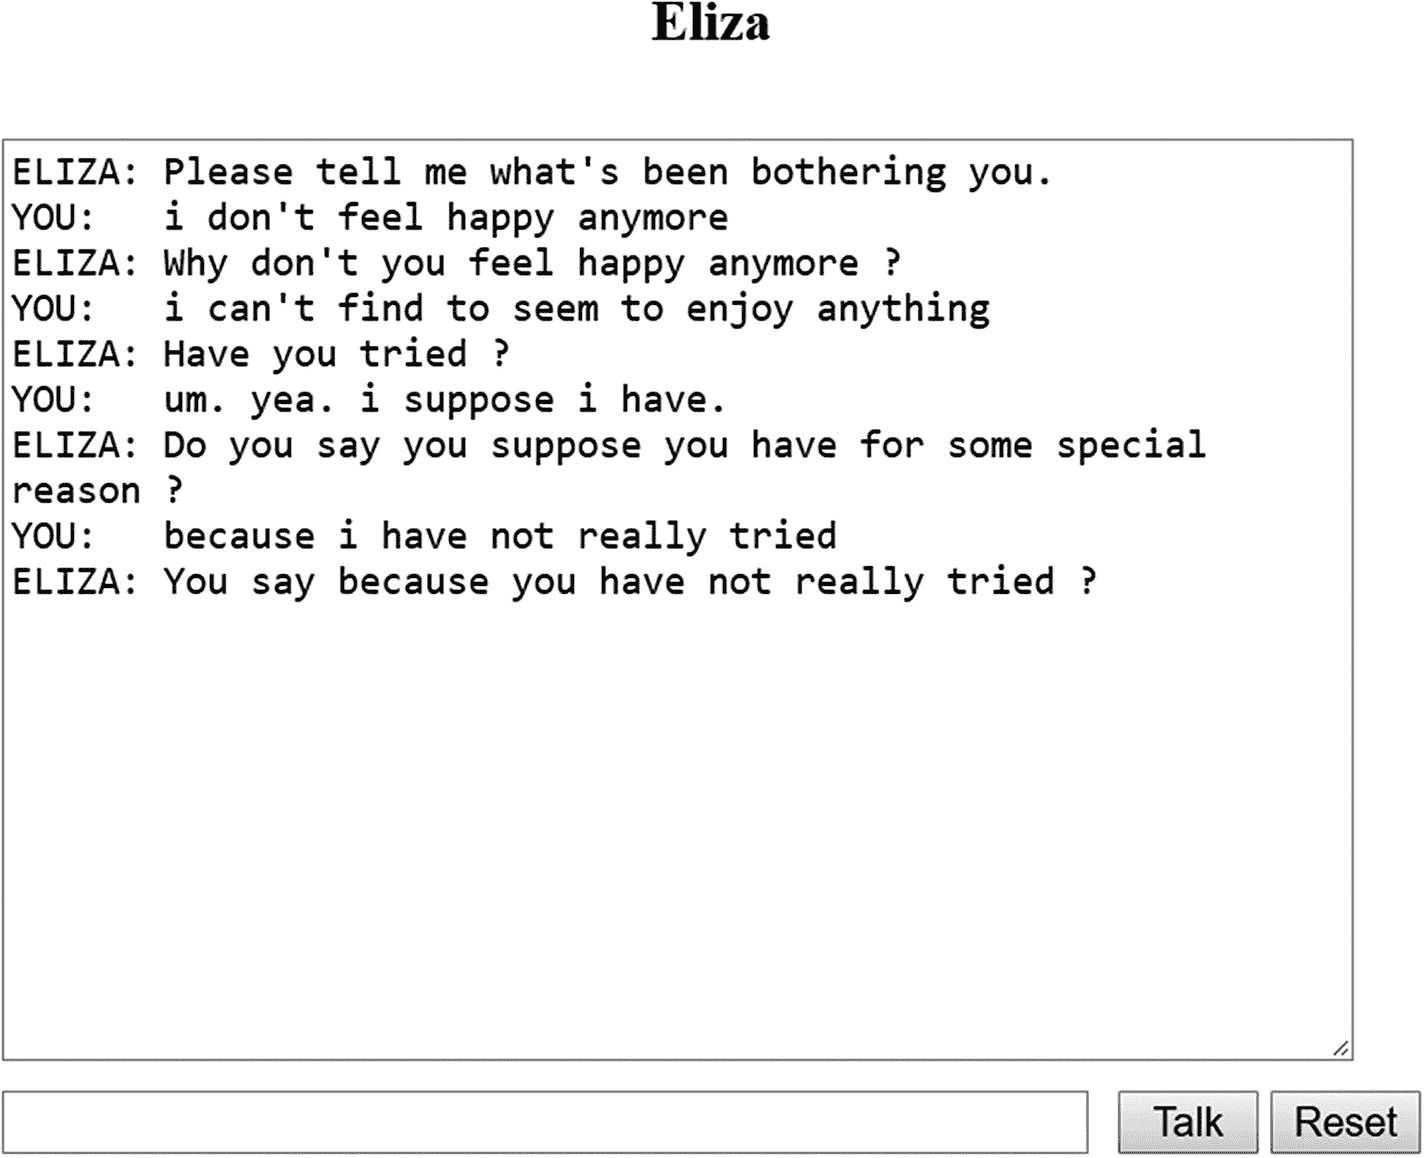 Eliza
ELIZA: Please tell me what's been bothering you.
YOU:   i don't feel happy anymore
ELIZA: Why don't you feel happy anymore ?
YOU:   i can't find to seem to enjoy anything
ELIZA: Have you tried ?
YOU:   um. yea. i suppose i have.
ELIZA: Do you say you suppose you have for some special
reason ?
YOU:   because i have not really tried
ELIZA: You say because you have not really tried ?
Talk Reset